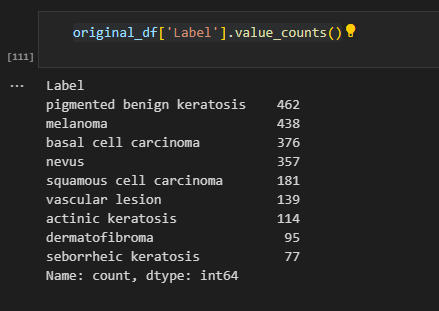 original_df['Label'].value_counts()
[111]
... Label
pigmented benign keratosis    462
melanoma                      438
basal cell carcinoma          376
nevus                         357
squamous cell carcinoma       181
vascular lesion               139
actinic keratosis             114
dermatofibroma                 95
seborrheic keratosis           77
Name: count, dtype: int64